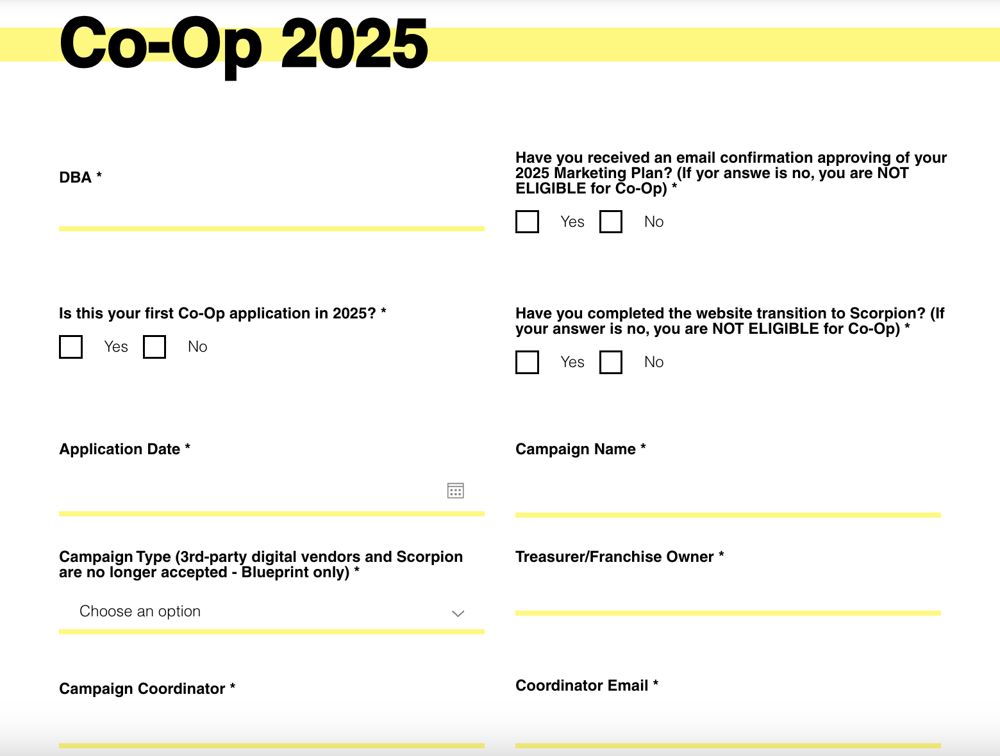 Co-Op 2025
DBA *
Have you received an email confirmation approving of your
2025 Marketing Plan? (If yor answe is no, you are NOT
ELIGIBLE for Co-Op) *
Yes No
Is this your first Co-Op application in 2025? *
Yes No
Have you completed the website transition to Scorpion? (If
your answer is no, you are NOT ELIGIBLE for Co-Op) *
Yes No
Application Date *
Campaign Name *
Campaign Type (3rd-party digital vendors and Scorpion
are no longer accepted - Blueprint only) *
Choose an option
Treasurer/Franchise Owner *
Campaign Coordinator *
Coordinator Email *